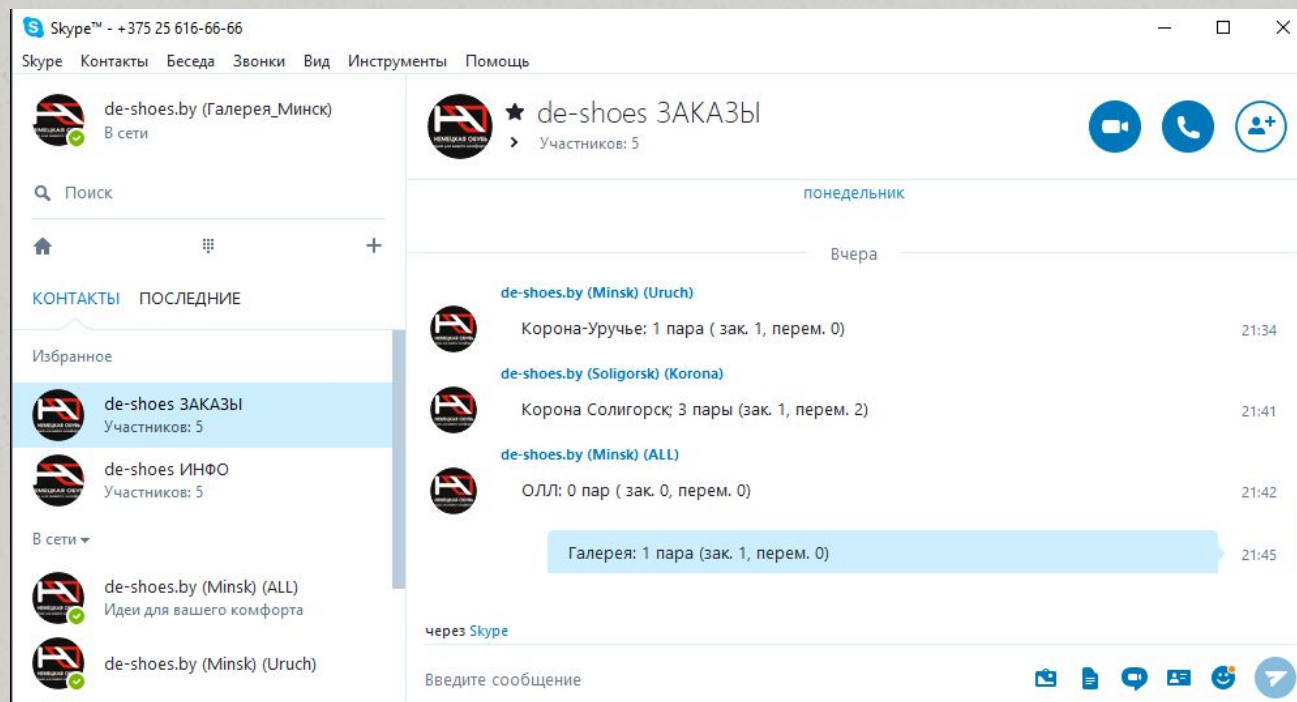 Skype™ - +375 25 616-66-66
Skype Контакты Беседа Звонки Вид Инструменты Помощь
de-shoes.by (Галерея_Минск)
В сети
Поиск
КОНТАКТЫ ПОСЛЕДНИЕ
Избранное
de-shoes ЗАКАЗЫ
Участников: 5
de-shoes ИНФО
Участников: 5
В сети
de-shoes.by (Minsk) (ALL)
Идеи для вашего комфорта
de-shoes.by (Minsk) (Uruch)
НЕМЕЦКАЯ ОБУВЬ
de-shoes ЗАКАЗЫ
Участников: 5
понедельник
Вчера
de-shoes.by (Minsk) (Uruch)
Корона-Уручье: 1 пара ( зак. 1, перем. 0) 21:34
de-shoes.by (Soligorsk) (Korona)
Корона Солигорск; 3 пары (зак. 1, перем. 2) 21:41
de-shoes.by (Minsk) (ALL)
ОЛЛ: 0 пар ( зак. 0, перем. 0) 21:42
Галерея: 1 пара (зак. 1, перем. 0) 21:45
через Skype
Введите сообщение